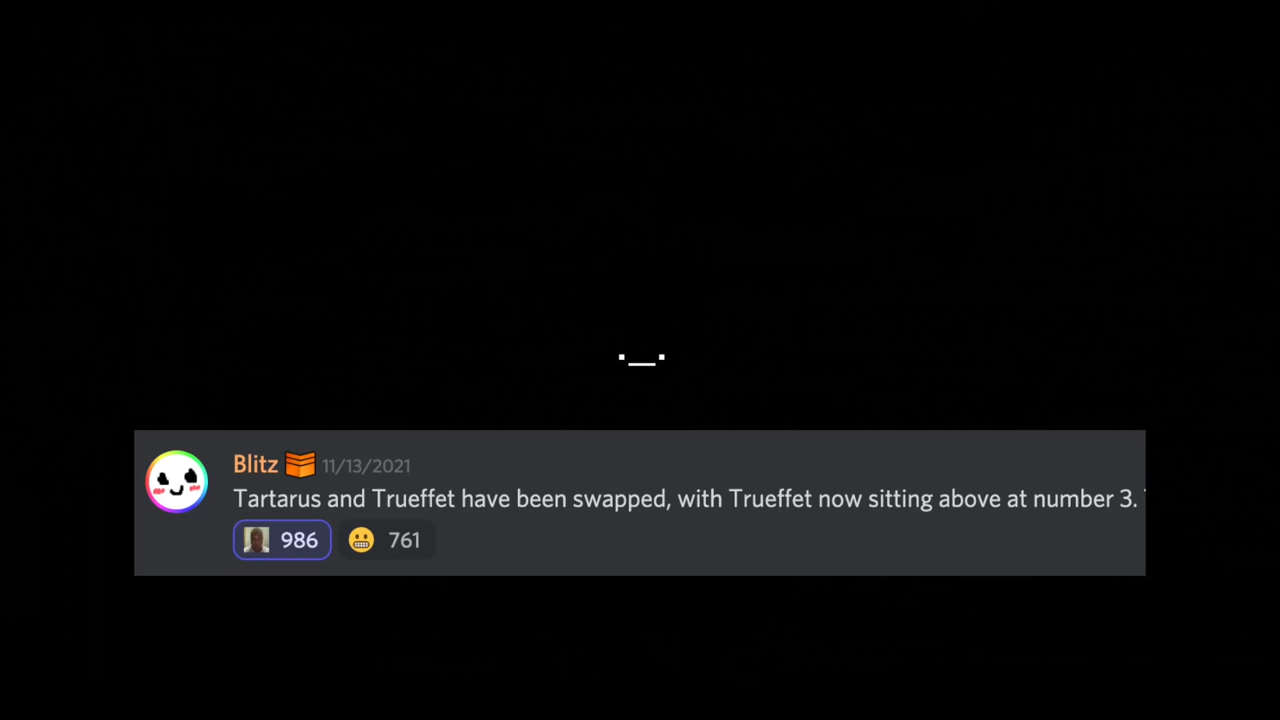 ._.
Blitz 11/13/2021
Tartarus and Trueffet have been swapped, with Trueffet now sitting above at number 3.
986 761